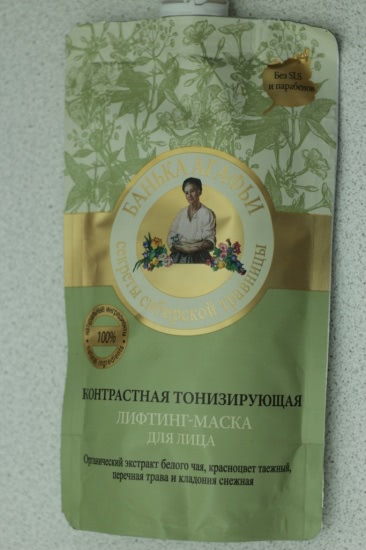 Без SLS
и парабенов
БАНЬКА АГАФЬИ
секреты сибирской травницы
100%
КОНТРАСТНАЯ ТОНИЗИРУЮЩАЯ
ЛИФТИНГ-МАСКА
ДЛЯ ЛИЦА
Органический экстракт белого чая, красноцвет таежный,
перечная трава и кладония снежная